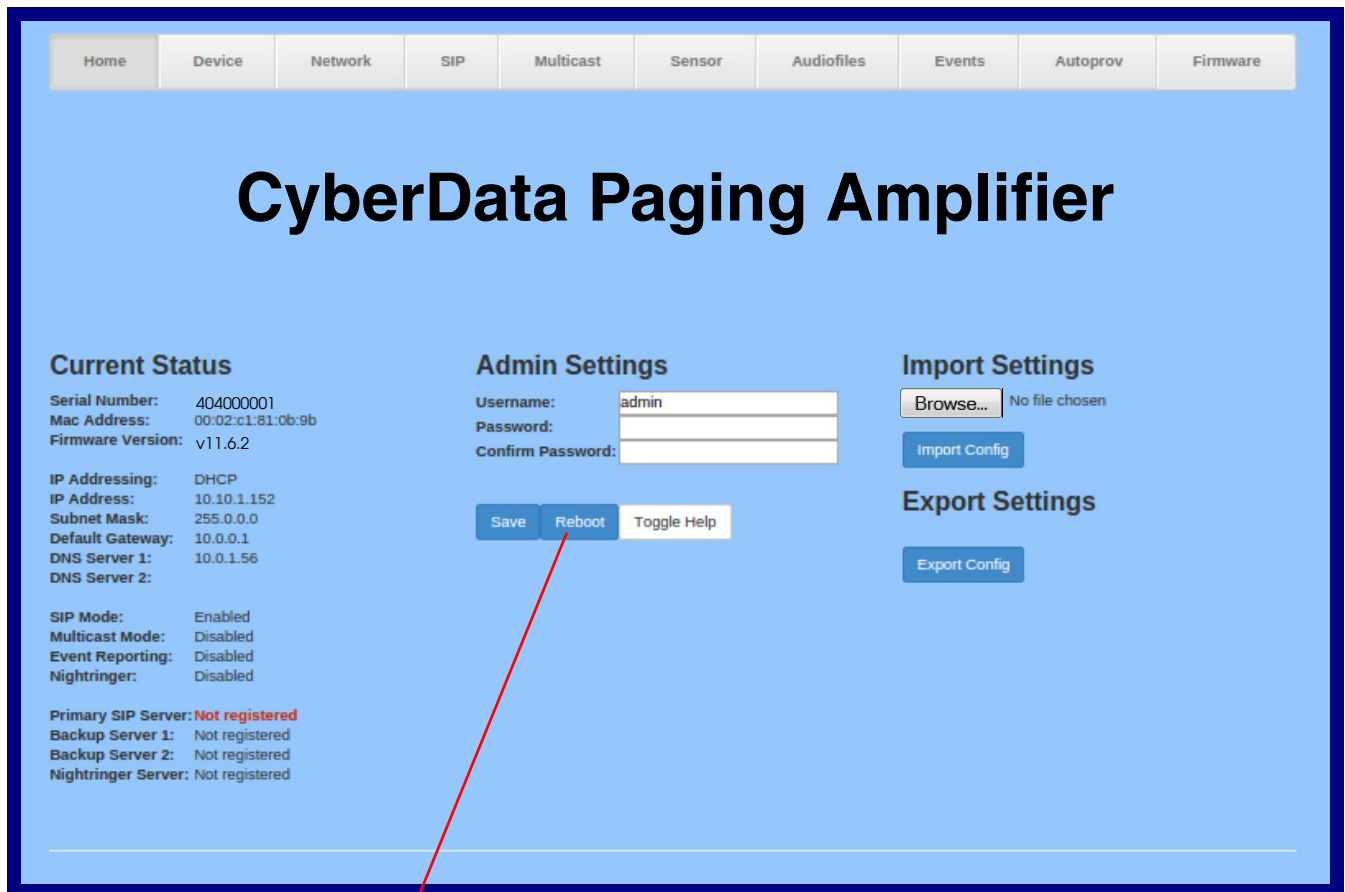 Home Device Network SIP Multicast Sensor Audiofiles Events Autoprov Firmware
CyberData Paging Amplifier
Current Status
Serial Number: 404000001
Mac Address: 00:02:c1:81:0b:9b
Firmware Version: v11.6.2
IP Addressing: DHCP
IP Address: 10.10.1.152
Subnet Mask: 255.0.0.0
Default Gateway: 10.0.0.1
DNS Server 1: 10.0.1.56
DNS Server 2:
SIP Mode: Enabled
Multicast Mode: Disabled
Event Reporting: Disabled
Nightringer: Disabled
Primary SIP Server: Not registered
Backup Server 1: Not registered
Backup Server 2: Not registered
Nightringer Server: Not registered
Admin Settings
Username: admin
Password:
Confirm Password:
Save Reboot Toggle Help
Import Settings
Browse... No file chosen
Import Config
Export Settings
Export Config